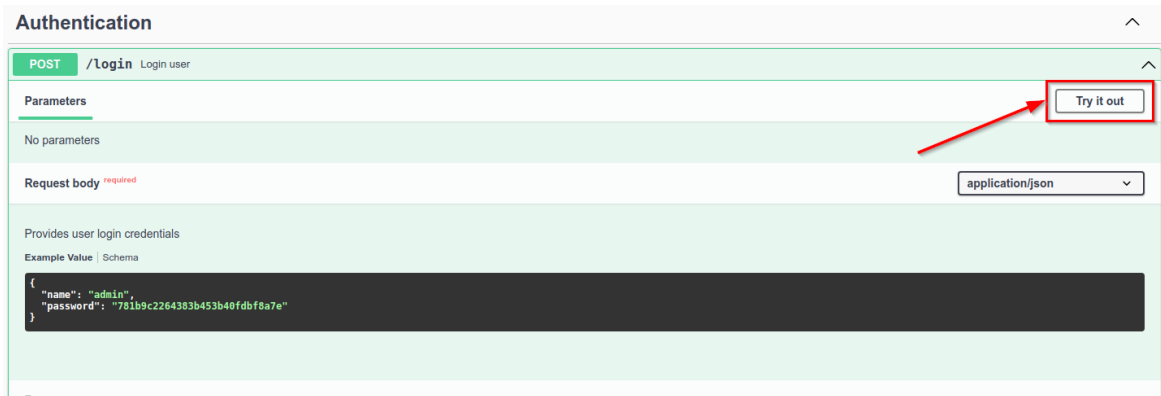 Authentication
POST /login Login user
Parameters
Try it out
No parameters
Request body required
application/json
Provides user login credentials
Example Value Schema
{
"name": "admin",
"password": "781b9c2264383b453b40fdbf8a7e"
}